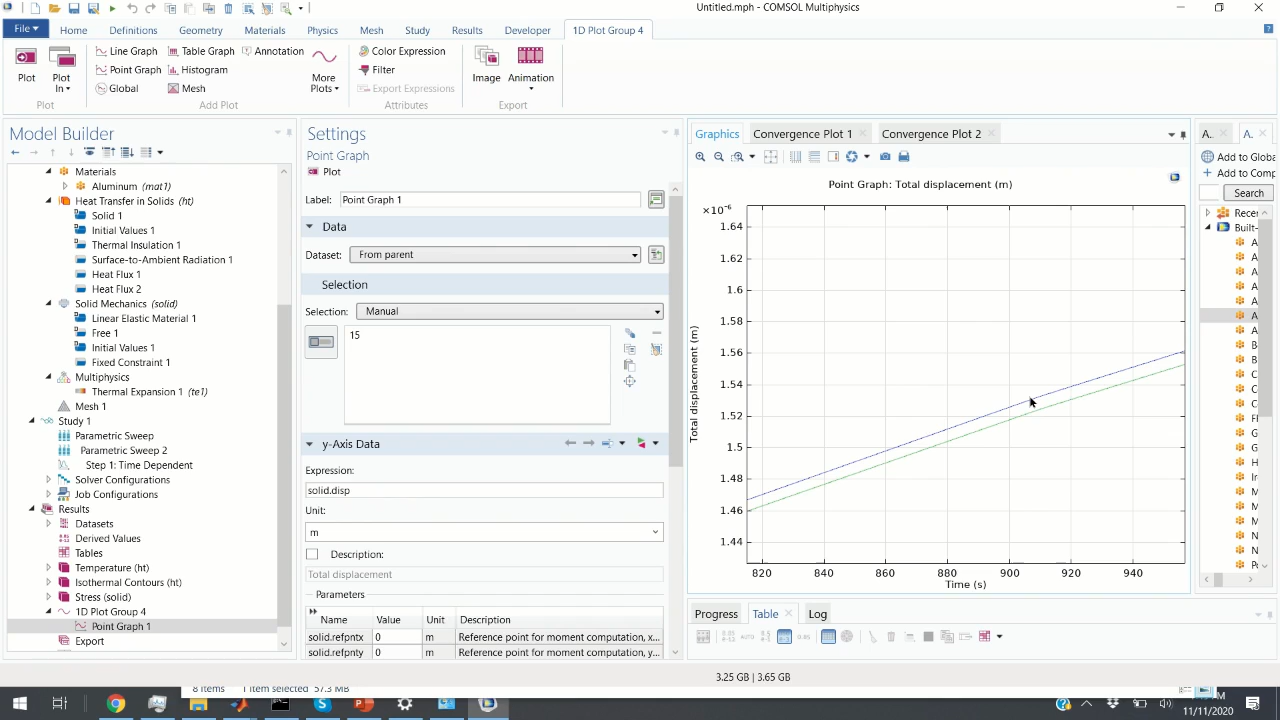 Untitled.mph - COMSOL Multiphysics
File
Home
Definitions
Geometry
Materials
Physics
Mesh
Study
Results
Developer
1D Plot Group 4
Plot
Plot In
Plot
Line Graph
Table Graph
Annotation
Point Graph
Histogram
Global
Mesh
More Plots
Add Plot
Color Expression
Filter
Export Expressions
Attributes
Image
Animation
Export
Model Builder
Materials
Aluminum (mat1)
Heat Transfer in Solids (ht)
Solid 1
Initial Values 1
Thermal Insulation 1
Surface-to-Ambient Radiation 1
Heat Flux 1
Heat Flux 2
Solid Mechanics (solid)
Linear Elastic Material 1
Free 1
Initial Values 1
Fixed Constraint 1
Multiphysics
Thermal Expansion 1 (te1)
Mesh 1
Study 1
Parametric Sweep
Parametric Sweep 2
Step 1: Time Dependent
Solver Configurations
Job Configurations
Results
Datasets
Derived Values
Tables
Temperature (ht)
Isothermal Contours (ht)
Stress (solid)
1D Plot Group 4
Point Graph 1
Export
Settings
Point Graph
Plot
Label: Point Graph 1
Data
Dataset: From parent
Selection
Selection: Manual
15
y-Axis Data
Expression:
solid.disp
Unit:
m
Description:
Total displacement
Parameters
Name Value Unit Description
solid.refpntx 0 m Reference point for moment computation, x...
solid.refpnty 0 m Reference point for moment computation, y...
Graphics
Convergence Plot 1
Convergence Plot 2
Point Graph: Total displacement (m)
×10⁻⁶
1.64
1.62
1.6
1.58
1.56
1.54
1.52
1.5
1.48
1.46
1.44
Total displacement (m)
820 840 860 880 900 920 940
Time (s)
Progress
Table
Log
A..
A.
Add to Globa
Add to Comp
Search
Recer
Built-
3.25 GB | 3.65 GB
8 items 1 item selected 57.3 MB
11/11/2020